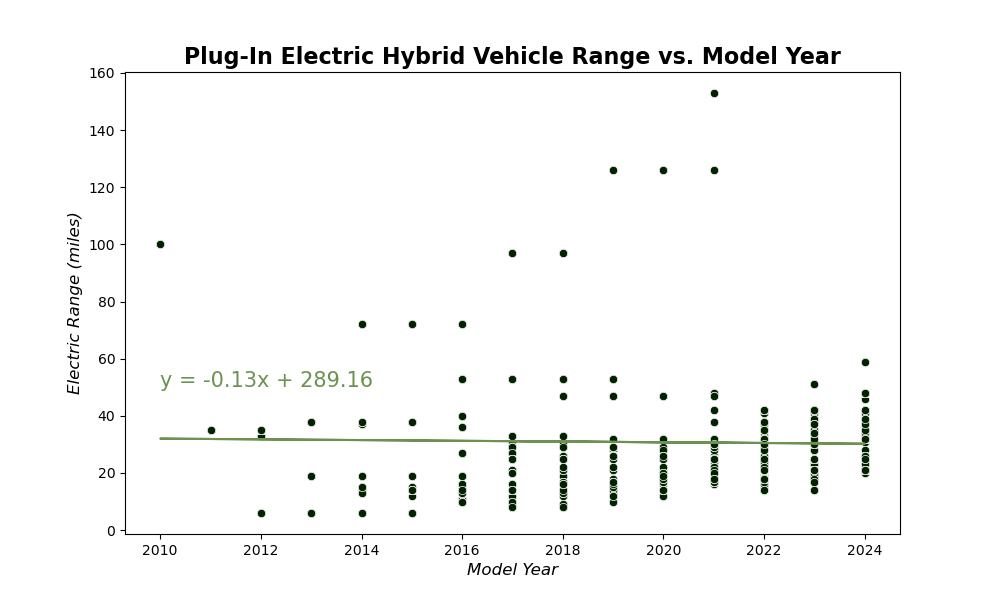 Plug-In Electric Hybrid Vehicle Range vs. Model Year
160
140
120
100
80
60
40
20
0
Electric Range (miles)
y = -0.13x + 289.16
2010 2012 2014 2016 2018 2020 2022 2024
Model Year